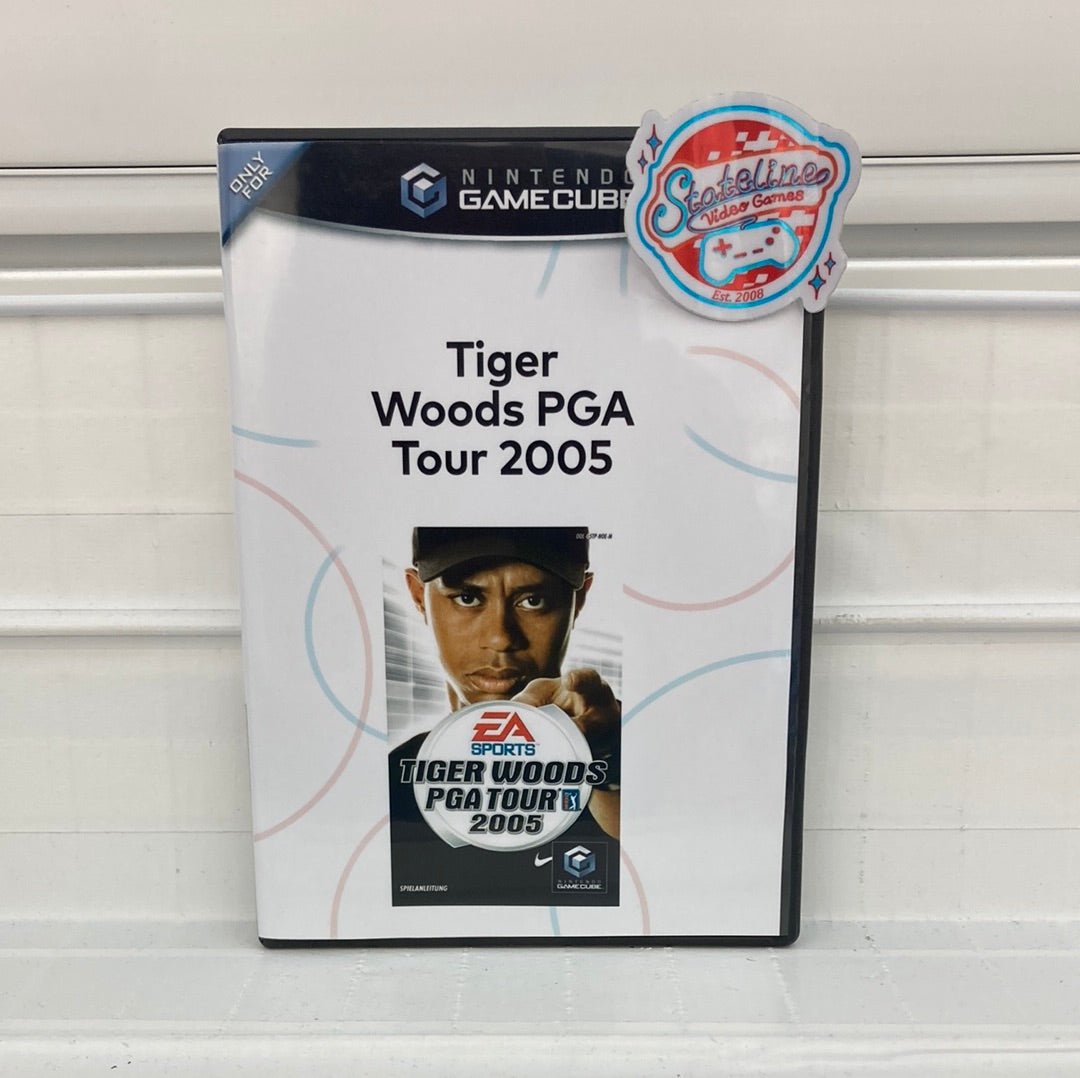 ONLY
FOR
NINTENDO
GAMECUBE
Stateline
Video Games
Est. 2008
Tiger
Woods PGA
Tour 2005
EA
SPORTS™
TIGER WOODS
PGA TOUR
2005
NINTENDO
GAMECUBE
SPIELANLEITUNG